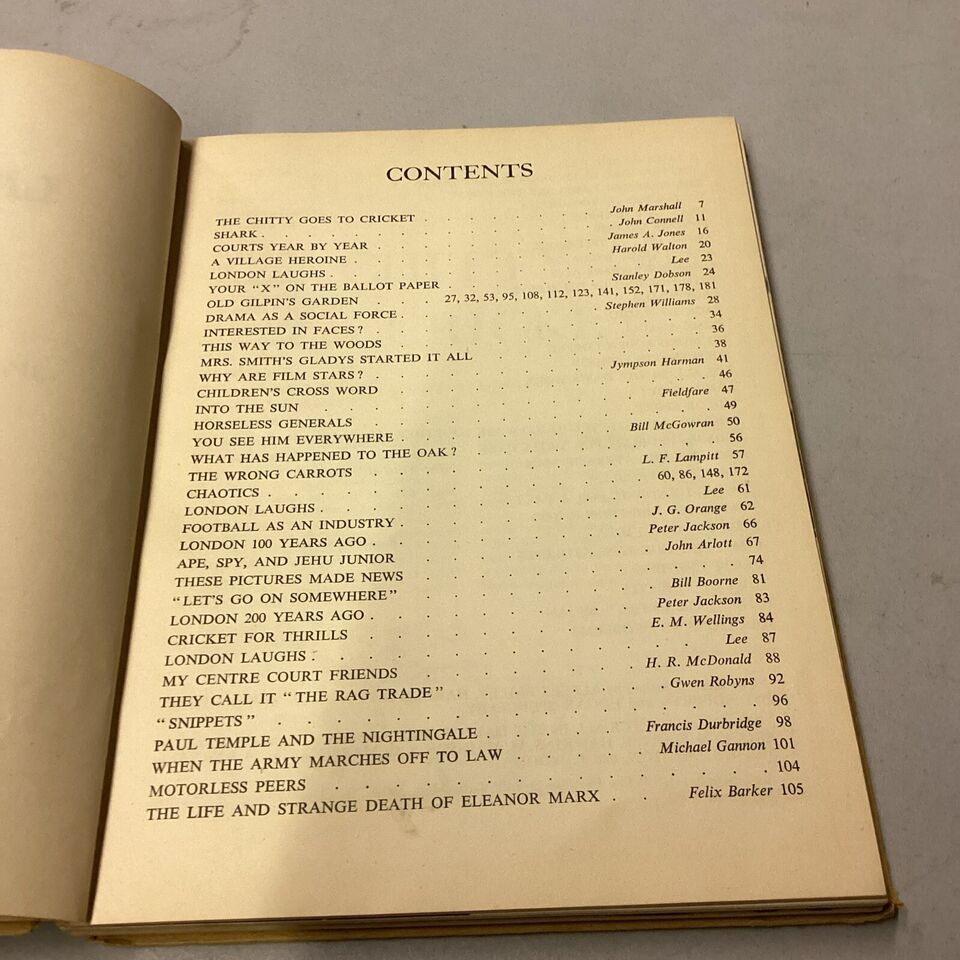 CONTENTS
THE CHITTY GOES TO CRICKET . . . . . . John Marshall 7
SHARK . . . . . . John Connell 11
COURTS YEAR BY YEAR . . . . . . James A. Jones 16
A VILLAGE HEROINE . . . . . . Harold Walton 20
LONDON LAUGHS . . . . . . Lee 23
YOUR "X" ON THE BALLOT PAPER . . . . . . Stanley Dobson 24
OLD GILPIN'S GARDEN . . . 27, 32, 53, 95, 108, 112, 123, 141, 152, 171, 178, 181
DRAMA AS A SOCIAL FORCE . . . . . . Stephen Williams 28
INTERESTED IN FACES? . . . . . . 34
THIS WAY TO THE WOODS . . . . . . 36
MRS. SMITH'S GLADYS STARTED IT ALL . . . . . . 38
WHY ARE FILM STARS? . . . . . . Jympson Harman 41
CHILDREN'S CROSS WORD . . . . . . 46
INTO THE SUN . . . . . . Fieldfare 47
HORSELESS GENERALS . . . . . . 49
YOU SEE HIM EVERYWHERE . . . . . . Bill McGowran 50
WHAT HAS HAPPENED TO THE OAK? . . . . . . 56
THE WRONG CARROTS . . . . . . L. F. Lampitt 57
CHAOTICS . . . . . . 60, 86, 148, 172
LONDON LAUGHS . . . . . . Lee 61
FOOTBALL AS AN INDUSTRY . . . . . . J. G. Orange 62
LONDON 100 YEARS AGO . . . . . . Peter Jackson 66
APE, SPY, AND JEHU JUNIOR . . . . . . John Arlott 67
THESE PICTURES MADE NEWS . . . . . . 74
"LET'S GO ON SOMEWHERE" . . . . . . Bill Boorne 81
LONDON 200 YEARS AGO . . . . . . Peter Jackson 83
CRICKET FOR THRILLS . . . . . . E. M. Wellings 84
LONDON LAUGHS . . . . . . Lee 87
MY CENTRE COURT FRIENDS . . . . . . H. R. McDonald 88
THEY CALL IT "THE RAG TRADE" . . . . . . Gwen Robyns 92
"SNIPPETS" . . . . . . 96
PAUL TEMPLE AND THE NIGHTINGALE . . . . Francis Durbridge 98
WHEN THE ARMY MARCHES OFF TO LAW . . . . Michael Gannon 101
MOTORLESS PEERS . . . . . . 104
THE LIFE AND STRANGE DEATH OF ELEANOR MARX . . Felix Barker 105